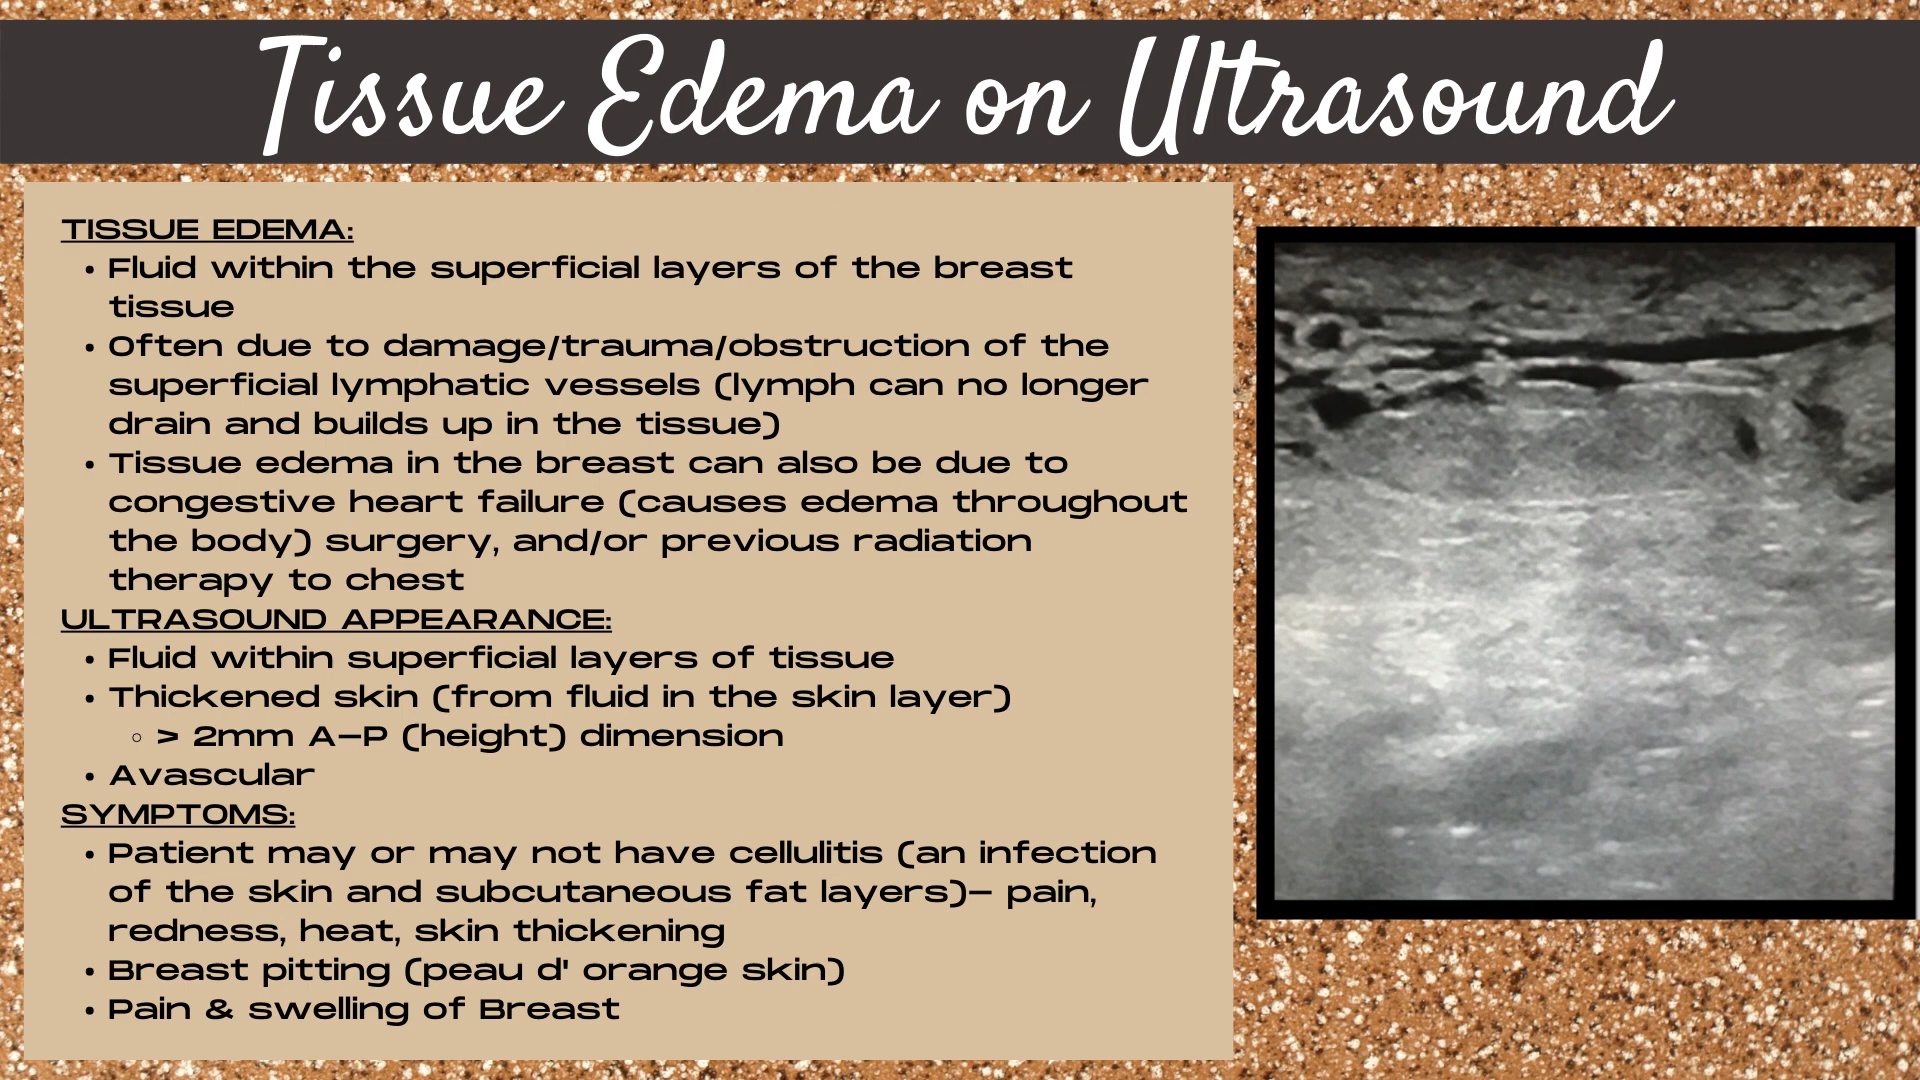 Tissue Edema on Ultrasound
TISSUE EDEMA:
• Fluid within the superficial layers of the breast
tissue
• Often due to damage/trauma/obstruction of the
superficial lymphatic vessels (lymph can no longer
drain and builds up in the tissue)
• Tissue edema in the breast can also be due to
congestive heart failure (causes edema throughout
the body) surgery, and/or previous radiation
therapy to chest
ULTRASOUND APPEARANCE:
• Fluid within superficial layers of tissue
• Thickened skin (from fluid in the skin layer)
◦ > 2mm A-P (height) dimension
• Avascular
SYMPTOMS:
• Patient may or may not have cellulitis (an infection
of the skin and subcutaneous fat layers)- pain,
redness, heat, skin thickening
• Breast pitting (peau d' orange skin)
• Pain & swelling of Breast